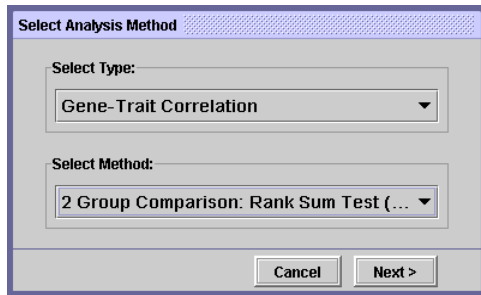 Select Analysis Method
Select Type:
Gene-Trait Correlation
Select Method:
2 Group Comparison: Rank Sum Test (...
Cancel Next >